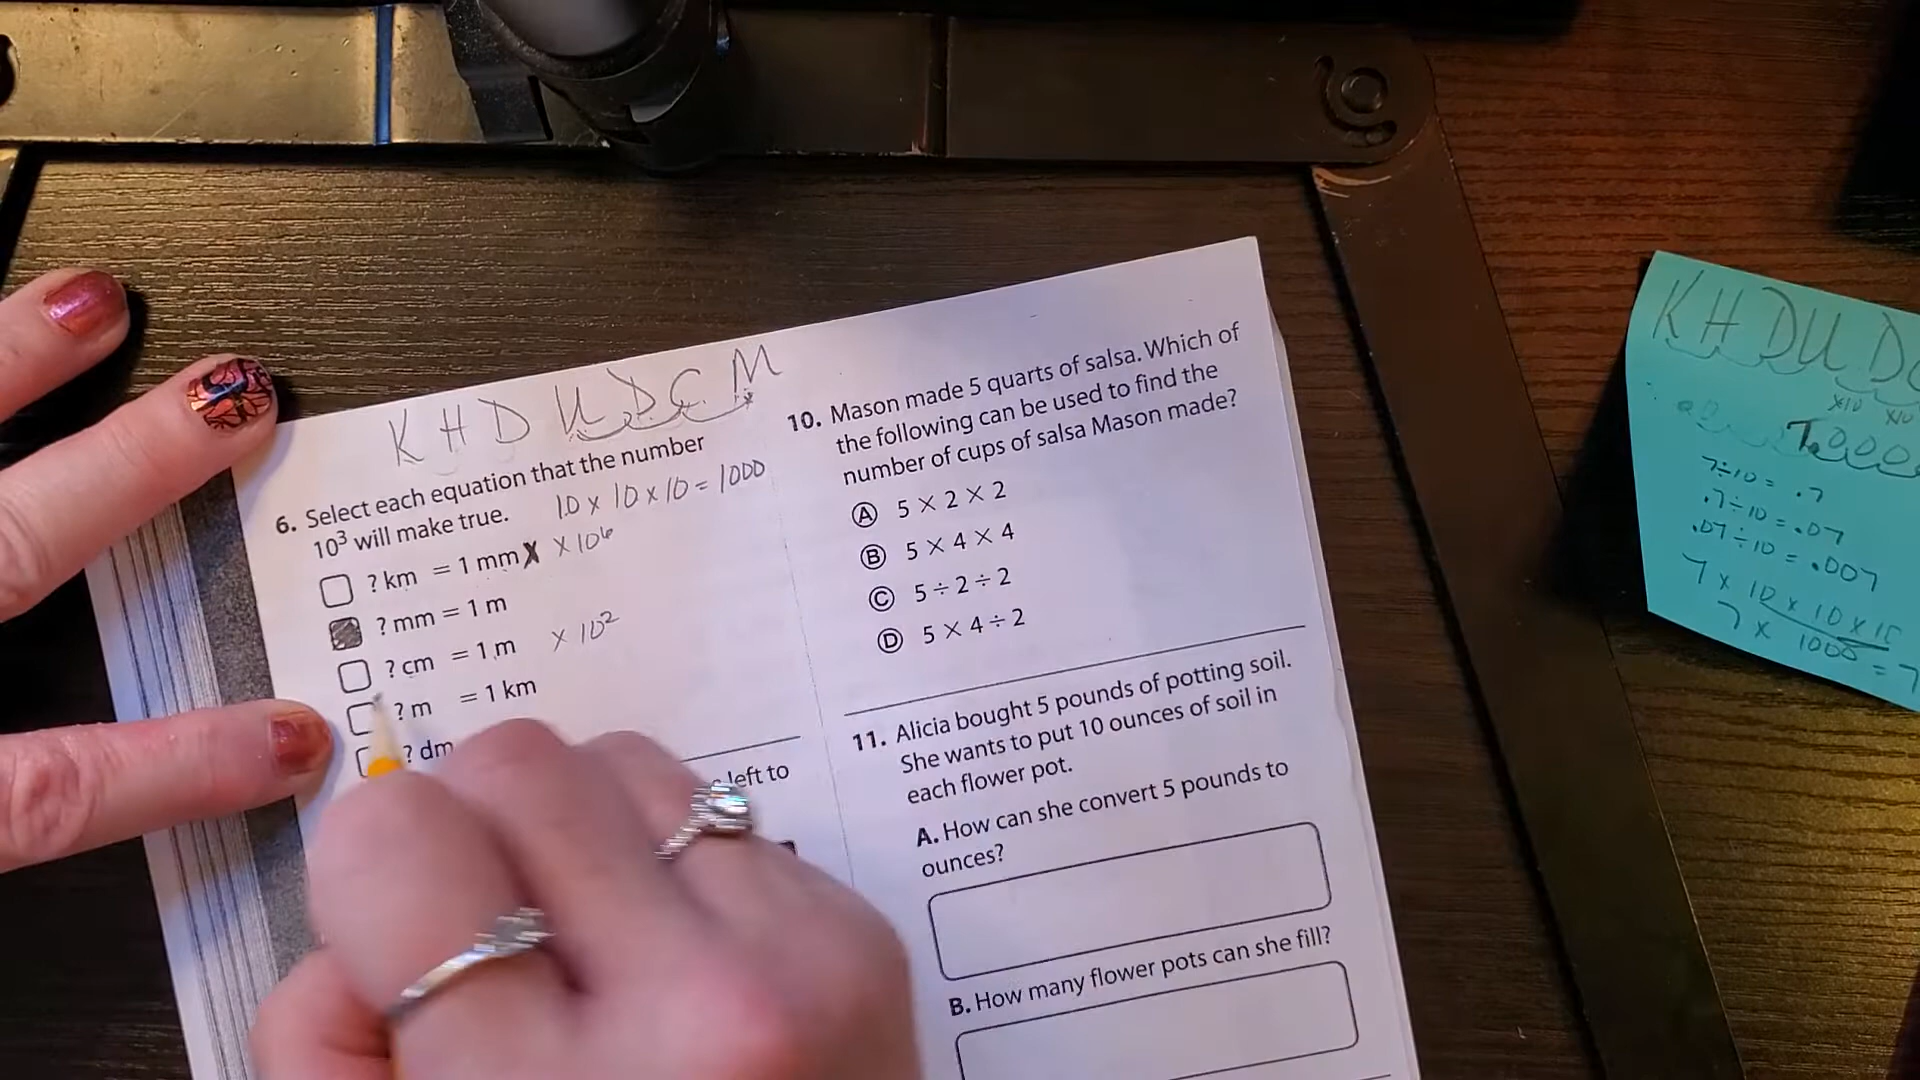 K H D U D C M
6. Select each equation that the number
10³ will make true.
10 x 10 x 10 = 1000
? km = 1 mm X x 10⁶
? mm = 1 m
? cm = 1 m x 10²
? m = 1 km
? dm
left to
10. Mason made 5 quarts of salsa. Which of
the following can be used to find the
number of cups of salsa Mason made?
A 5 × 2 × 2
B 5 × 4 × 4
C 5 ÷ 2 ÷ 2
D 5 × 4 ÷ 2
11. Alicia bought 5 pounds of potting soil.
She wants to put 10 ounces of soil in
each flower pot.
A. How can she convert 5 pounds to
ounces?
B. How many flower pots can she fill?
K H D U D
x10 x10
7÷10 = .7
.7÷10 = .07
.07÷10 = .007
7 x 10 x 10 x 10
7 x 1000 = 7